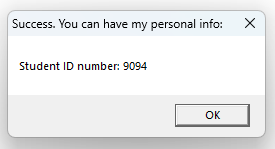 Success. You can have my personal info:
Student ID number: 9094
OK